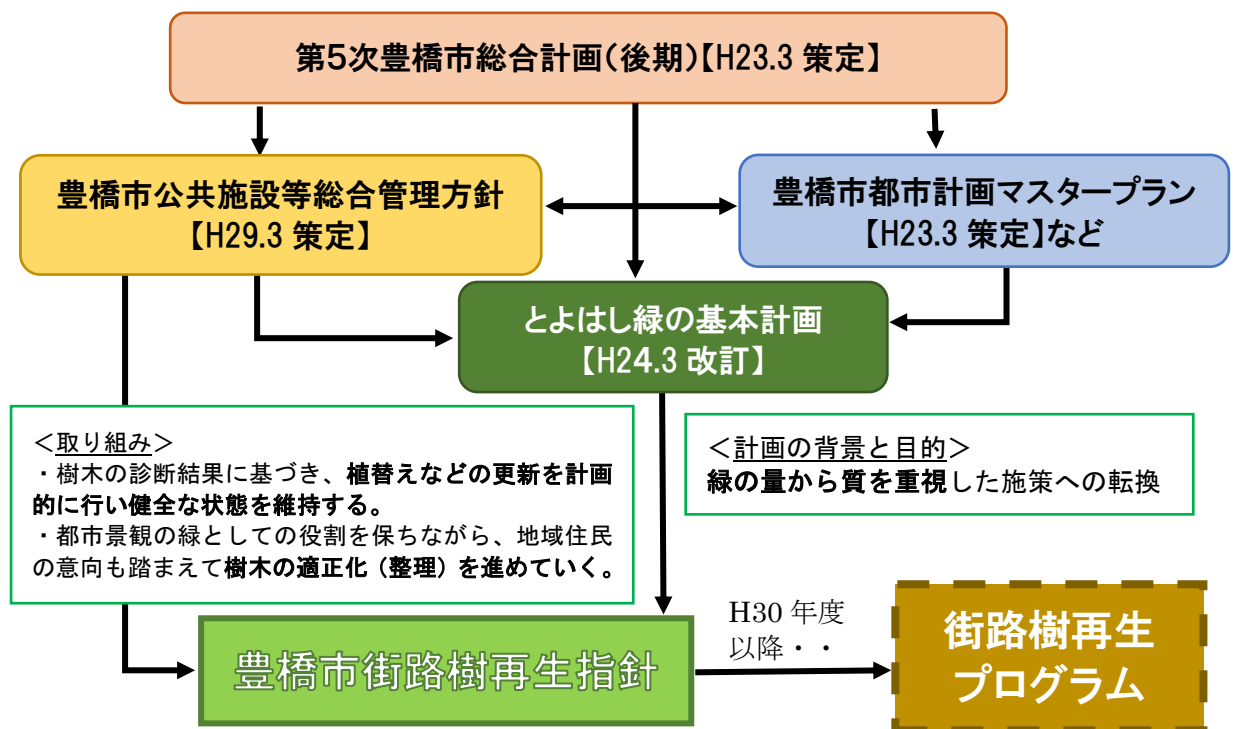 第5次豊橋市総合計画（後期）【H23.3 策定】
豊橋市公共施設等総合管理方針
【H29.3 策定】
豊橋市都市計画マスタープラン
【H23.3 策定】など
とよはし緑の基本計画
【H24.3 改訂】
＜取り組み＞
・樹木の診断結果に基づき、植替えなどの更新を計画
的に行い健全な状態を維持する。
・都市景観の緑としての役割を保ちながら、地域住民
の意向も踏まえて樹木の適正化（整理）を進めていく。
＜計画の背景と目的＞
緑の量から質を重視した施策への転換
豊橋市街路樹再生指針
H30 年度
以降・・
街路樹再生
プログラム